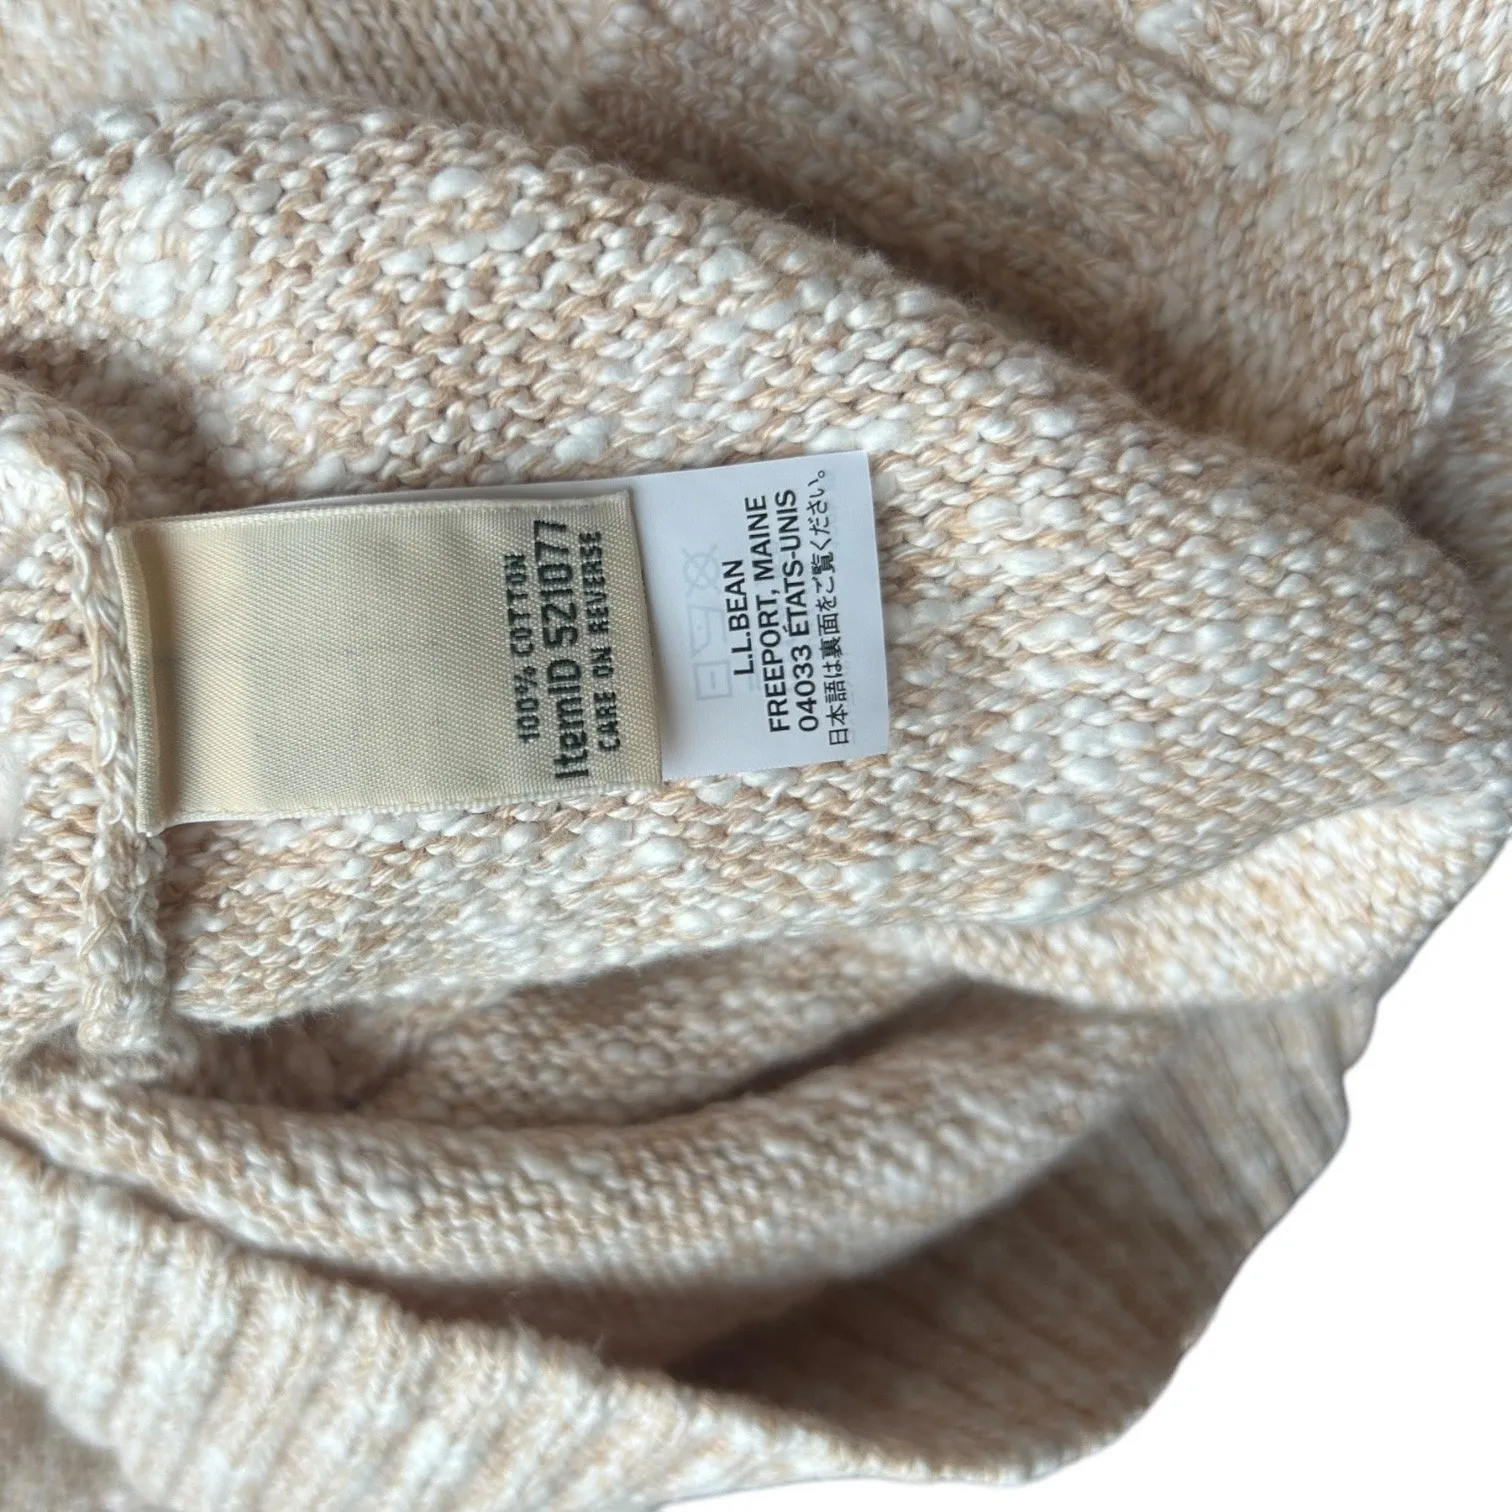 100% COTTON
ItemID 521077
CARE ON REVERSE
L.L.BEAN
FREEPORT, MAINE
04033 ÉTATS-UNIS
日本語は裏面をご覧ください。